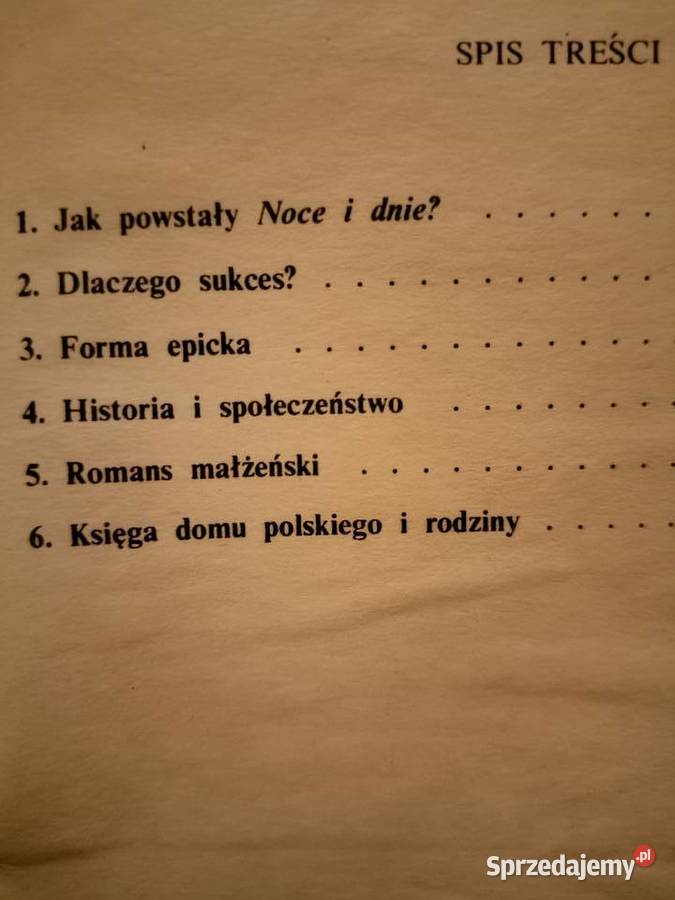 SPIS TREŚCI
1. Jak powstały Noce i dnie? . . . . . .
2. Dlaczego sukces? . . . . . . . . . . .
3. Forma epicka . . . . . . . . . . . .
4. Historia i społeczeństwo . . . . . . . .
5. Romans małżeński . . . . . . . . . . .
6. Księga domu polskiego i rodziny . . . . .
Sprzedajemy.pl